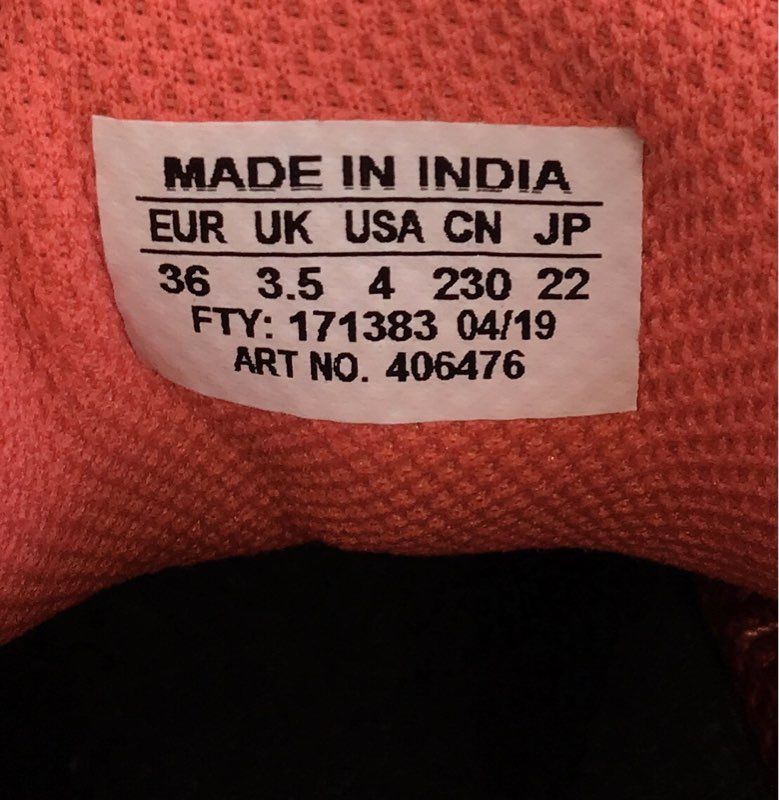 MADE IN INDIA
EUR UK USA CN JP
36 3.5 4 230 22
FTY: 171383 04/19
ART NO. 406476